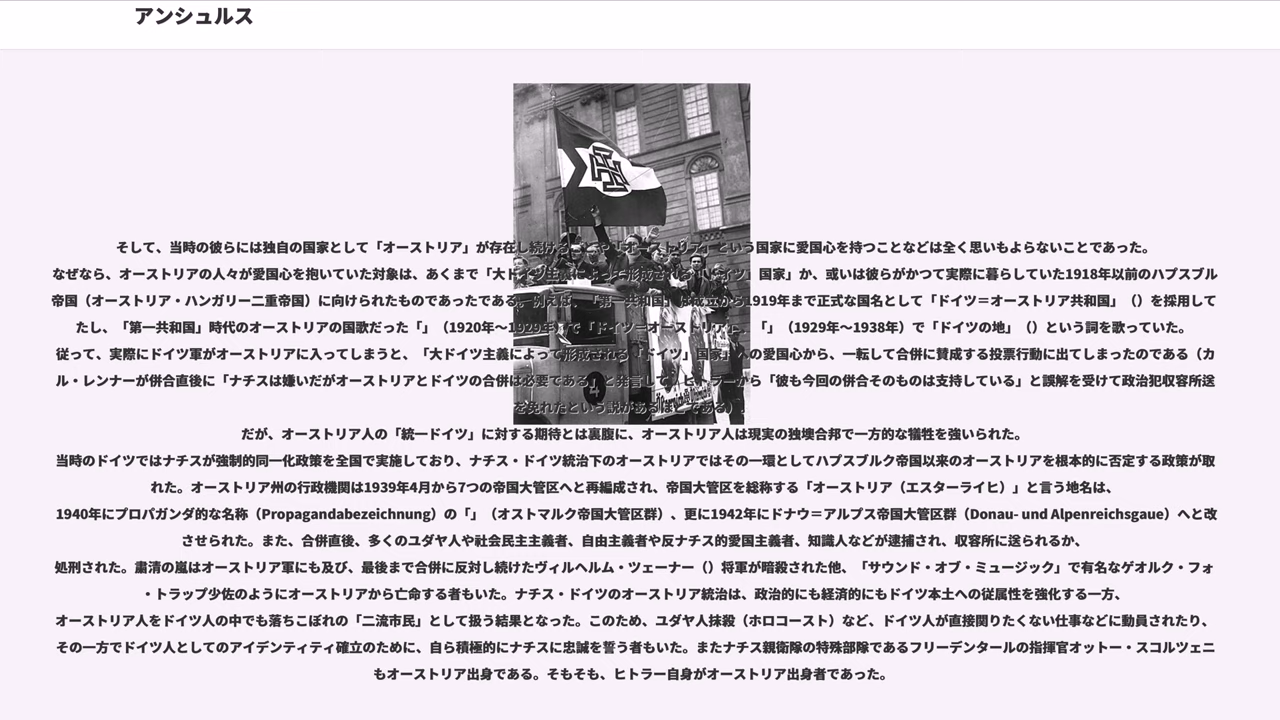 アンシュルス
そして、当時の彼らには独自の国家として「オーストリア」が存在し続けることや「オーストリア」という国家に愛国心を持つことなどは全く思いもよらないことであった。
なぜなら、オーストリアの人々が愛国心を抱いていた対象は、あくまで「大ドイツ主義によって形成される「ドイツ」国家」か、或いは彼らがかつて実際に暮らしていた1918年以前のハプスブル
帝国（オーストリア・ハンガリー二重帝国）に向けられたものであったである。例えば、「第一共和国」は成立から1919年まで正式な国名として「ドイツ＝オーストリア共和国」（）を採用して
たし、「第一共和国」時代のオーストリアの国歌だった「」（1920年〜1929年）で「ドイツ＝オーストリア」、「」（1929年〜1938年）で「ドイツの地」（）という詞を歌っていた。
従って、実際にドイツ軍がオーストリアに入ってしまうと、「大ドイツ主義によって形成される「ドイツ」国家」への愛国心から、一転して合併に賛成する投票行動に出てしまったのである（カ
ル・レンナーが併合直後に「ナチスは嫌いだがオーストリアとドイツの合併は必要である」と発言して、ヒトラーから「彼も今回の併合そのものは支持している」と誤解を受けて政治犯収容所送
を免れたという説があるほどである）．
だが、オーストリア人の「統一ドイツ」に対する期待とは裏腹に、オーストリア人は現実の独墺合邦で一方的な犠牲を強いられた。
当時のドイツではナチスが強制的同一化政策を全国で実施しており、ナチス・ドイツ統治下のオーストリアではその一環としてハプスブルク帝国以来のオーストリアを根本的に否定する政策が取
れた。オーストリア州の行政機関は1939年4月から7つの帝国大管区へと再編成され、帝国大管区を総称する「オーストリア（エスターライヒ）」と言う地名は、
1940年にプロパガンダ的な名称（Propagandabezeichnung）の「」（オストマルク帝国大管区群）、更に1942年にドナウ＝アルプス帝国大管区群（Donau- und Alpenreichsgaue）へと改
させられた。また、合併直後、多くのユダヤ人や社会民主主義者、自由主義者や反ナチス的愛国主義者、知識人などが逮捕され、収容所に送られるか、
処刑された。粛清の嵐はオーストリア軍にも及び、最後まで合併に反対し続けたヴィルヘルム・ツェーナー（）将軍が暗殺された他、「サウンド・オブ・ミュージック」で有名なゲオルク・フォ
・トラップ少佐のようにオーストリアから亡命する者もいた。ナチス・ドイツのオーストリア統治は、政治的にも経済的にもドイツ本土への従属性を強化する一方、
オーストリア人をドイツ人の中でも落ちこぼれの「二流市民」として扱う結果となった。このため、ユダヤ人抹殺（ホロコースト）など、ドイツ人が直接関りたくない仕事などに動員されたり、
その一方でドイツ人としてのアイデンティティ確立のために、自ら積極的にナチスに忠誠を誓う者もいた。またナチス親衛隊の特殊部隊であるフリーデンタールの指揮官オットー・スコルツェニ
もオーストリア出身である。そもそも、ヒトラー自身がオーストリア出身者であった。